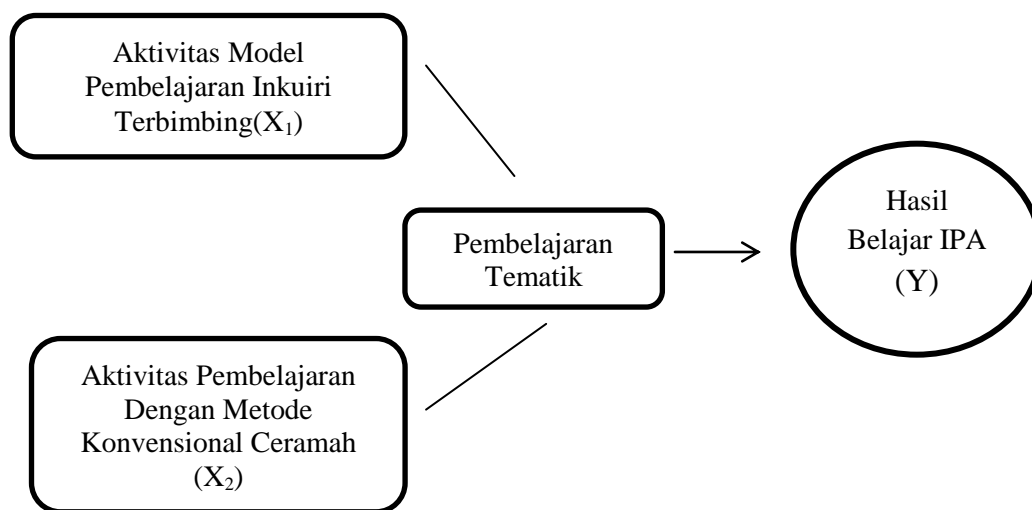 Aktivitas Model
Pembelajaran Inkuiri
Terbimbing(X₁)
Pembelajaran
Tematik
Hasil
Belajar IPA
(Y)
Aktivitas Pembelajaran
Dengan Metode
Konvensional Ceramah
(X₂)